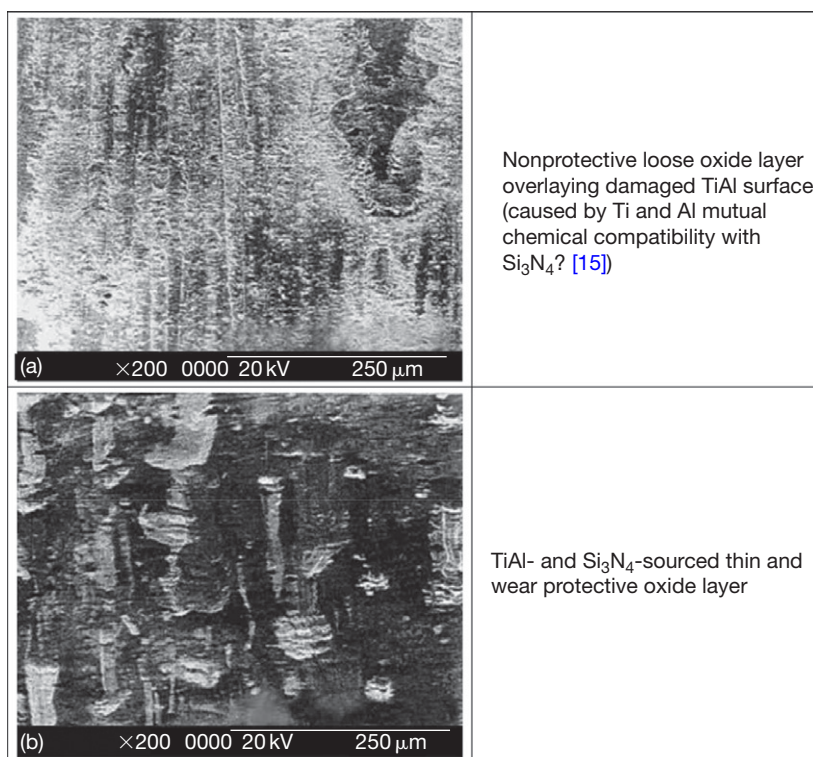 Nonprotective loose oxide layer
overlaying damaged TiAl surface
(caused by Ti and Al mutual
chemical compatibility with
Si₃N₄? [15])
(a) ×200 0000 20 kV 250 μm
TiAl- and Si₃N₄-sourced thin and
wear protective oxide layer
(b) ×200 0000 20 kV 250 μm